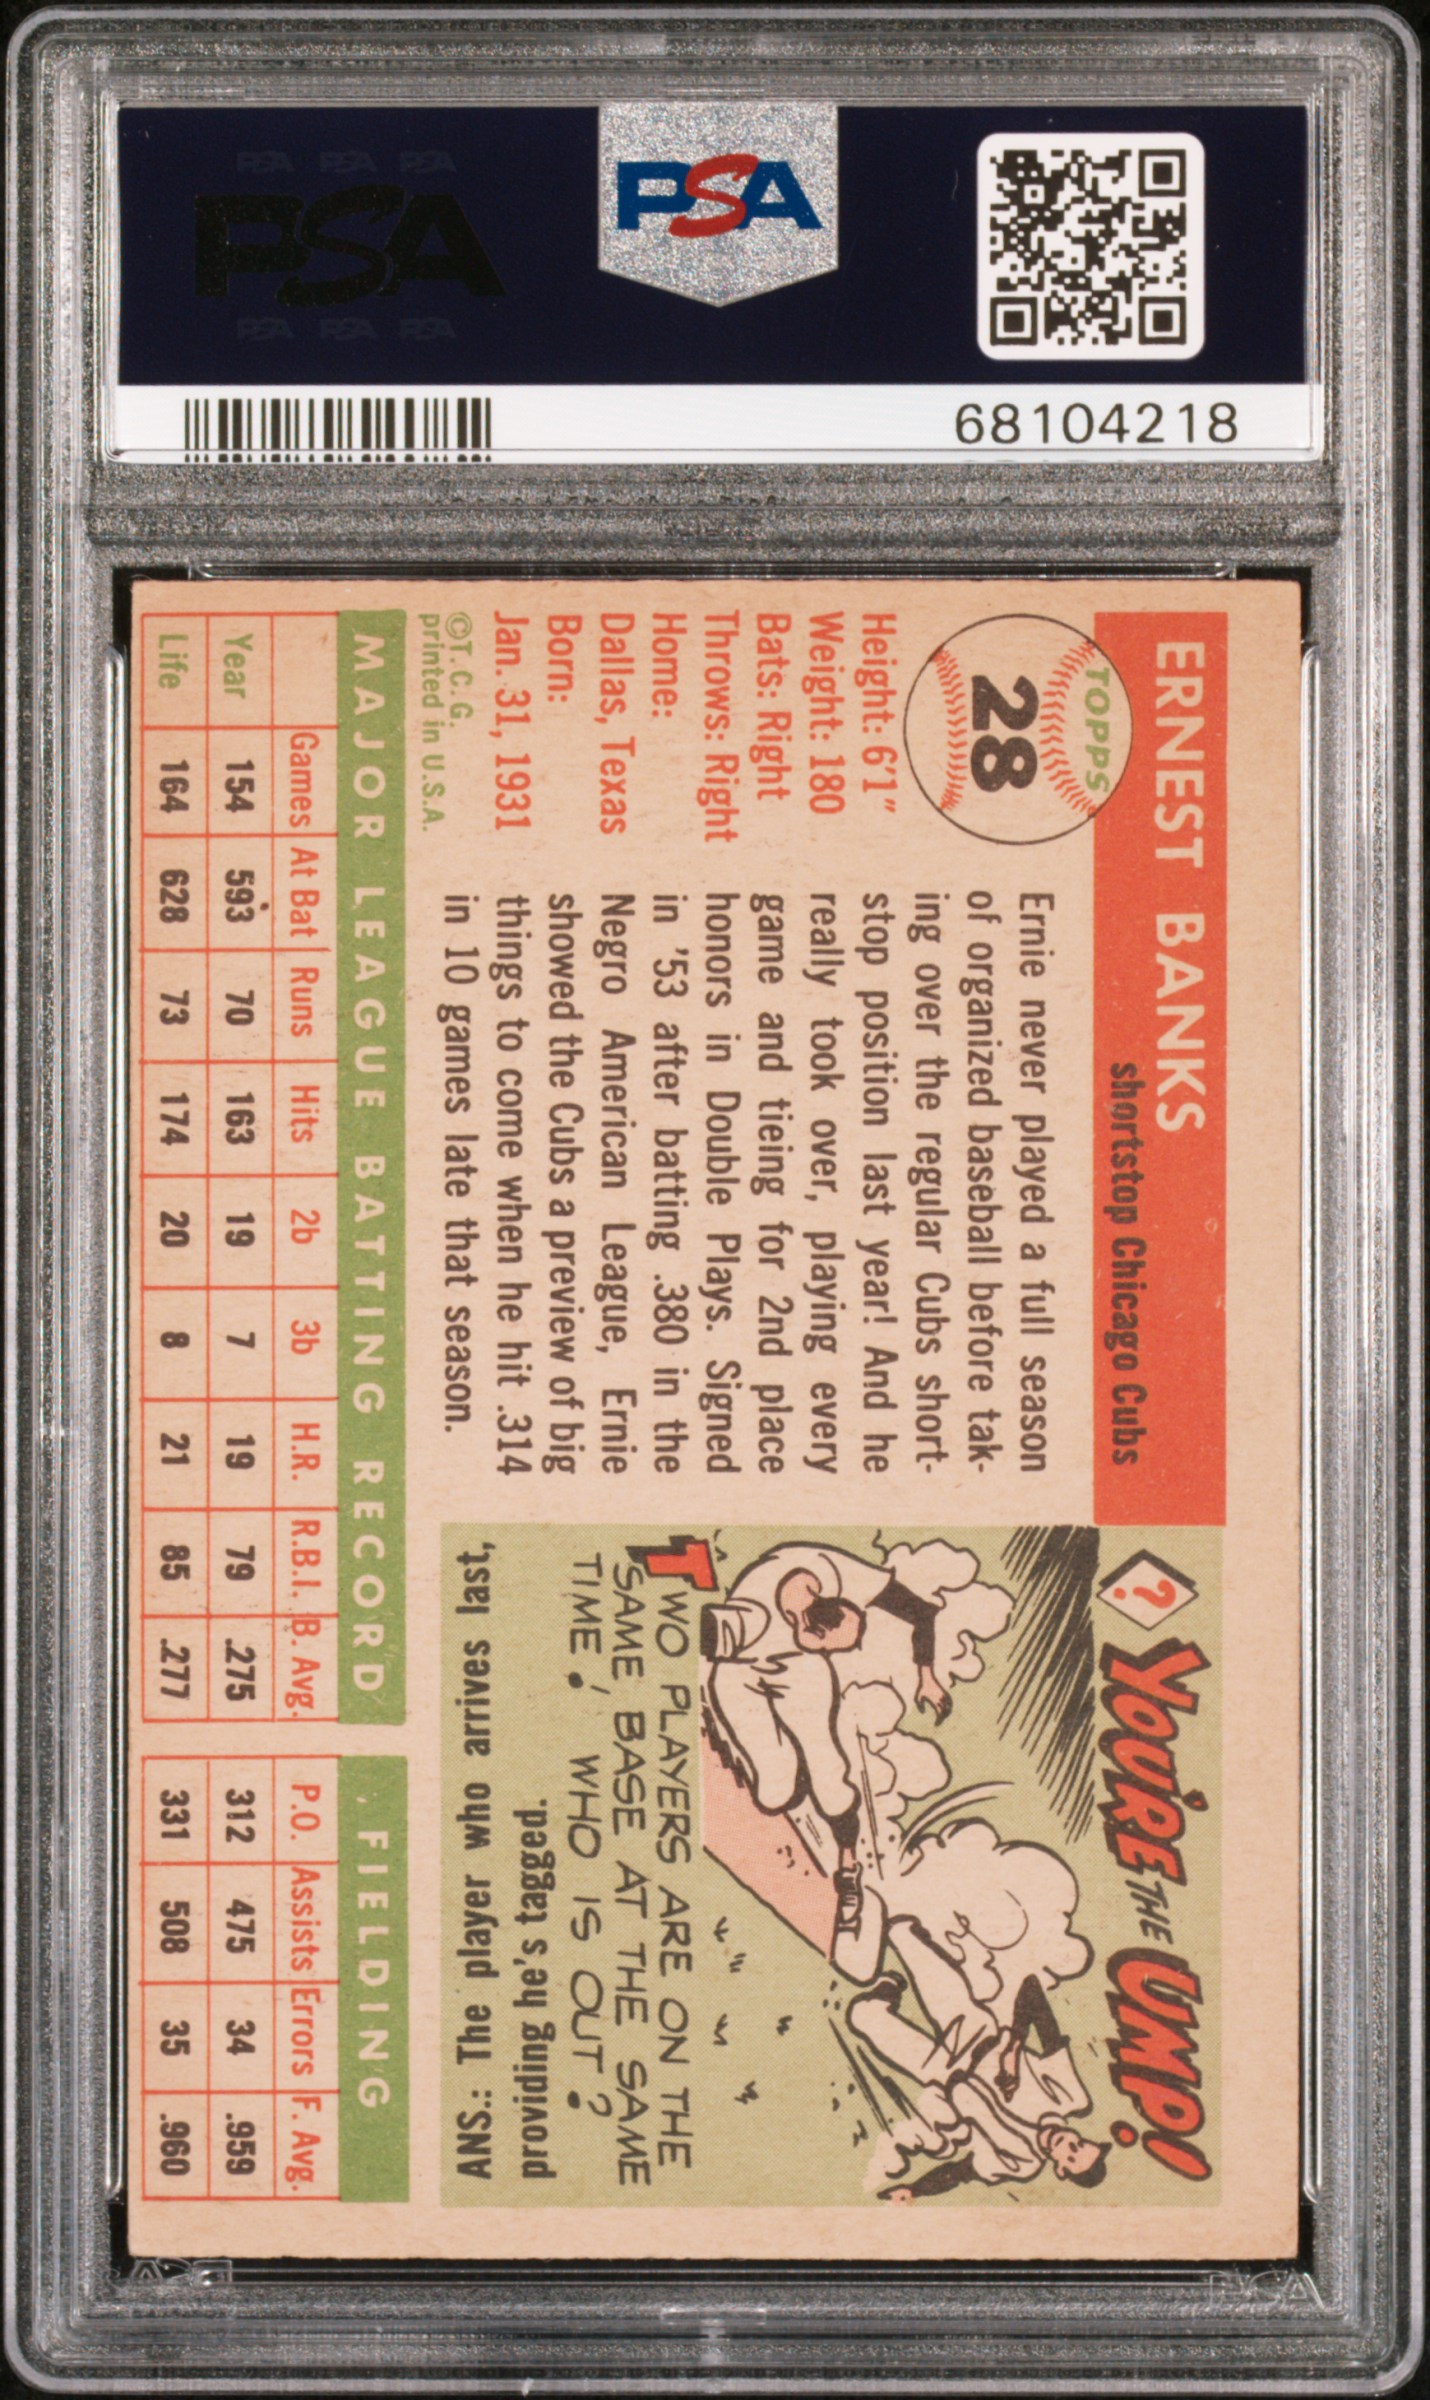 PSA PSA PSA
PSA
PSA PSA PSA
PSA
68104218
ERNEST BANKS
shortstop Chicago Cubs
TOPPS
28
Height: 6'1"
Weight: 180
Bats: Right
Throws: Right
Home:
Dallas, Texas
Born:
Jan. 31, 1931
©T. C. G.
printed in U.S.A.
Ernie never played a full season
of organized baseball before tak-
ing over the regular Cubs short-
stop position last year! And he
really took over, playing every
game and tieing for 2nd place
honors in Double Plays. Signed
in '53 after batting .380 in the
Negro American League, Ernie
showed the Cubs a preview of big
things to come when he hit .314
in 10 games late that season.
? YOU'RE THE UMP!
TWO PLAYERS ARE ON THE
SAME BASE AT THE SAME
TIME. WHO IS OUT?
ANS.: The player who arrives last,
providing he's tagged.
MAJOR LEAGUE BATTING RECORD
Games At Bat Runs Hits 2b 3b H.R. R.B.I. B. Avg.
Year 154 593 70 163 19 7 19 79 .275
Life 164 628 73 174 20 8 21 85 .277
FIELDING
P.O. Assists Errors F. Avg.
312 475 34 .959
331 508 35 .960
PSA